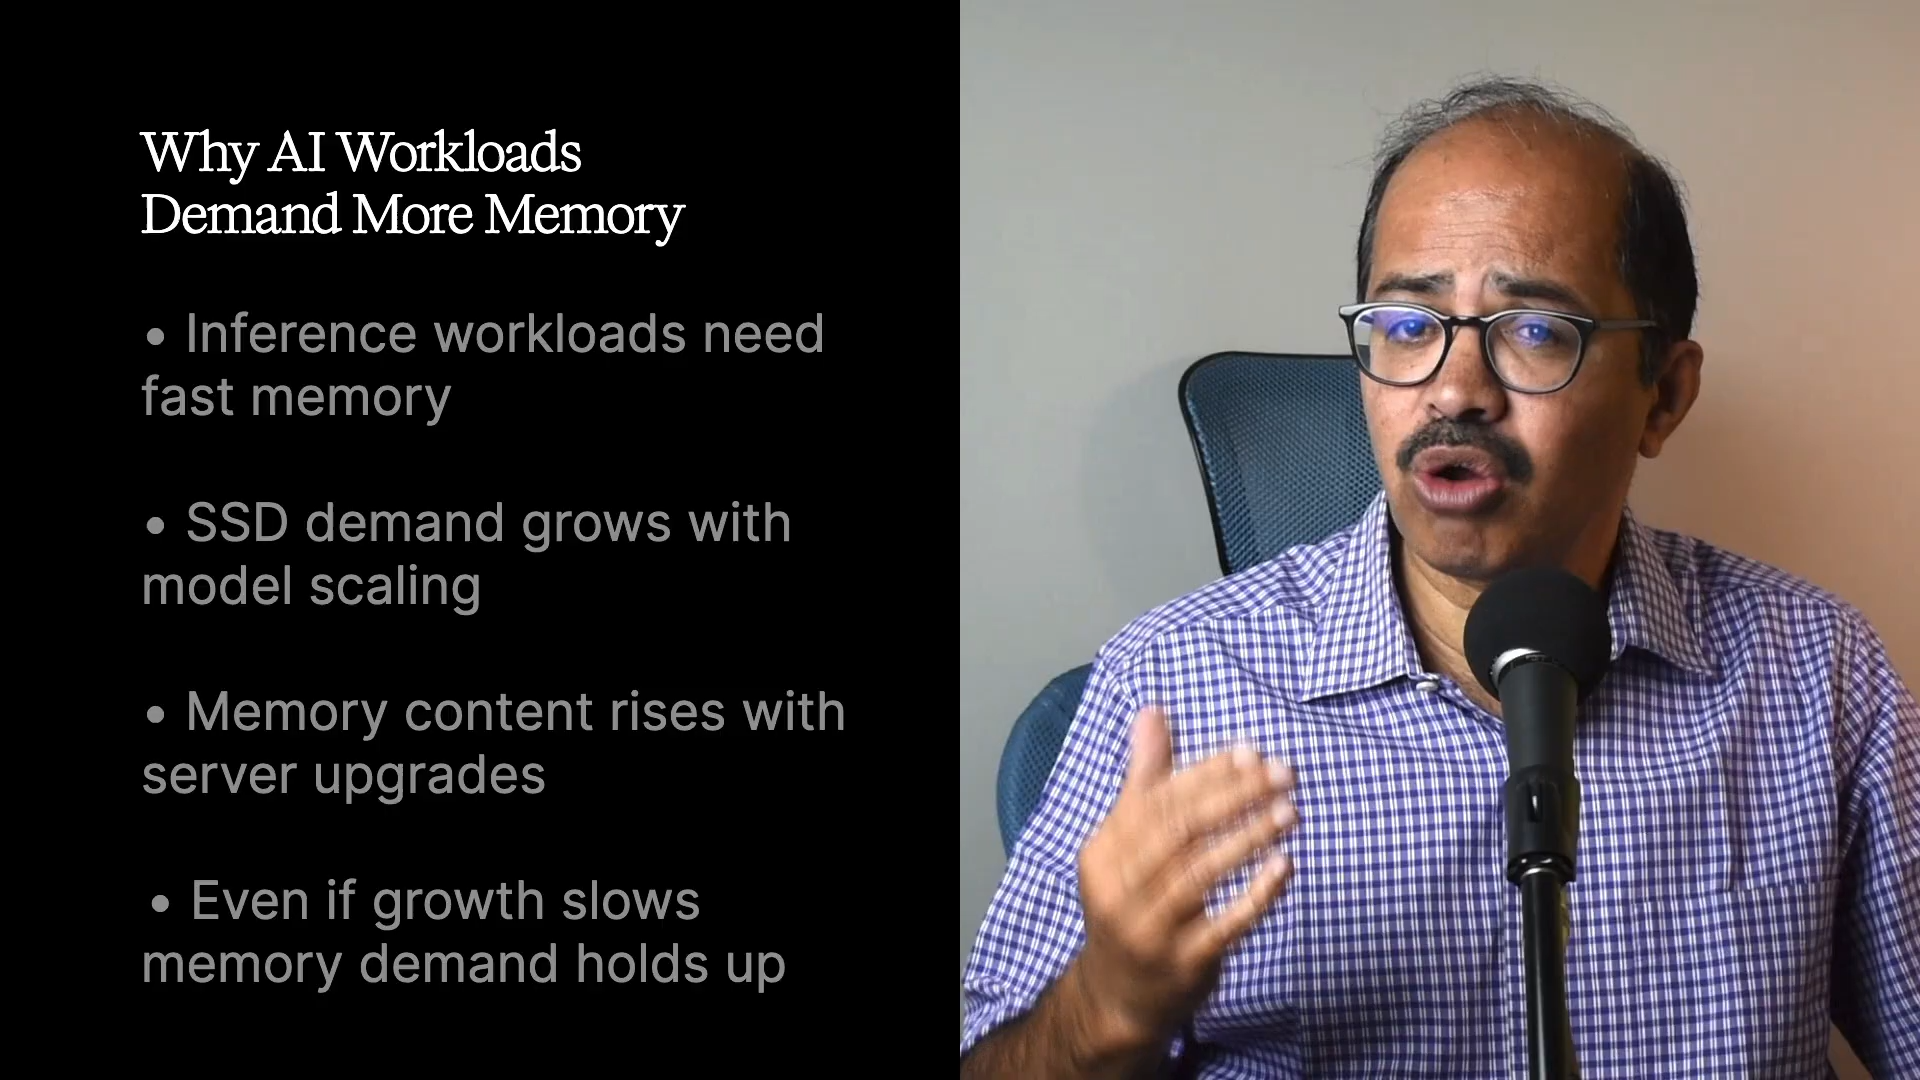 Why AI Workloads
Demand More Memory
• Inference workloads need
fast memory
• SSD demand grows with
model scaling
• Memory content rises with
server upgrades
• Even if growth slows
memory demand holds up